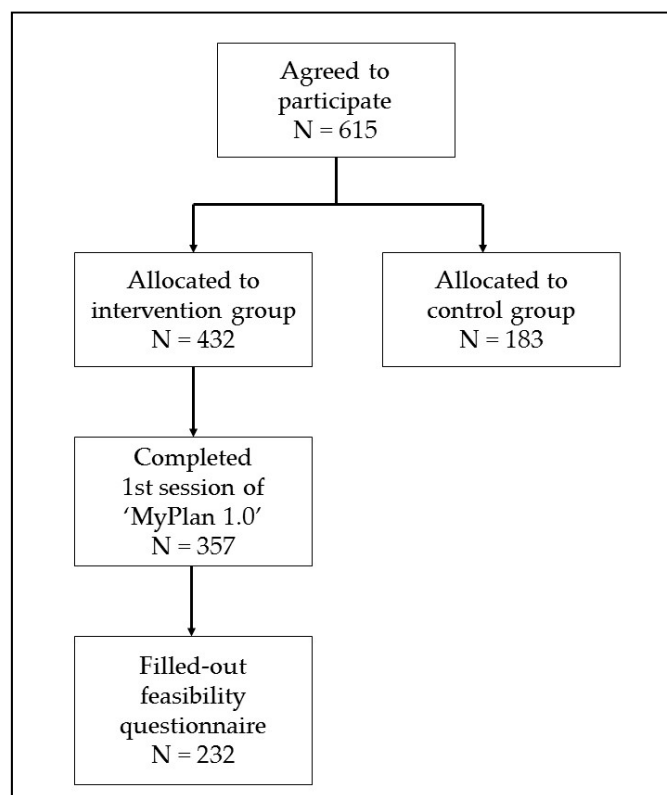 Agreed to
participate
N = 615
Allocated to
intervention group
N = 432
Allocated to
control group
N = 183
Completed
1st session of
‘MyPlan 1.0’
N = 357
Filled-out
feasibility
questionnaire
N = 232